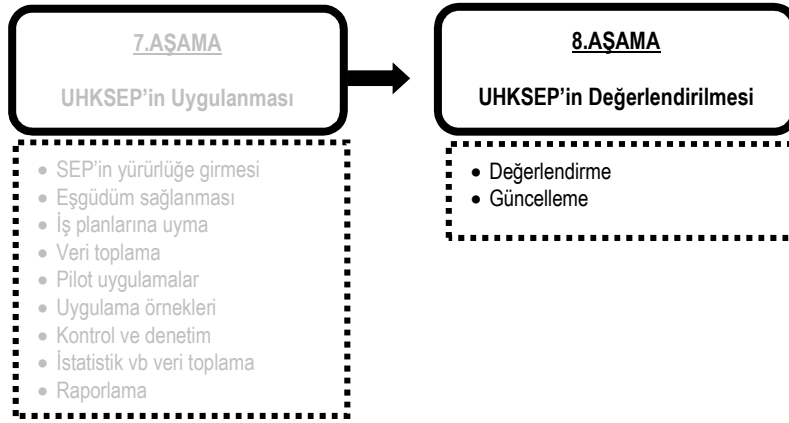 7.AŞAMA
UHKSEP’in Uygulanması
• SEP’in yürürlüğe girmesi
• Eşgüdüm sağlanması
• İş planlarına uyma
• Veri toplama
• Pilot uygulamalar
• Uygulama örnekleri
• Kontrol ve denetim
• İstatistik vb veri toplama
• Raporlama
8.AŞAMA
UHKSEP’in Değerlendirilmesi
• Değerlendirme
• Güncelleme